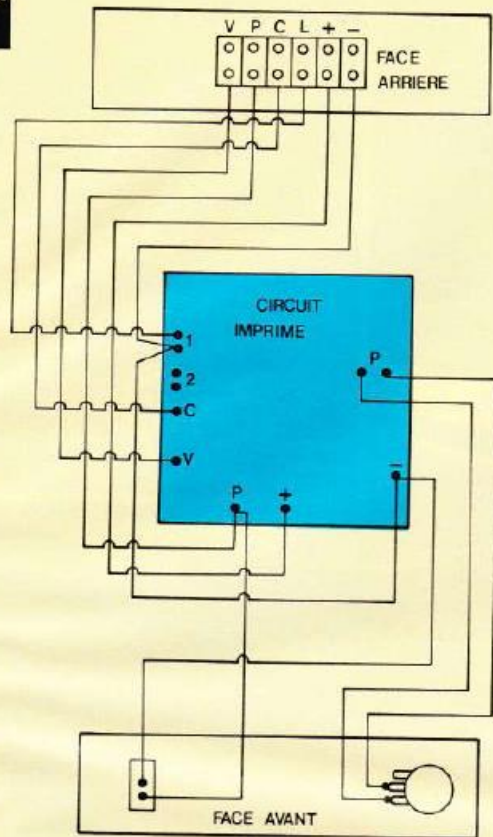 V P C L + −
FACE
ARRIERE
CIRCUIT
IMPRIME
1
P
2
C
V
−
P +
FACE AVANT